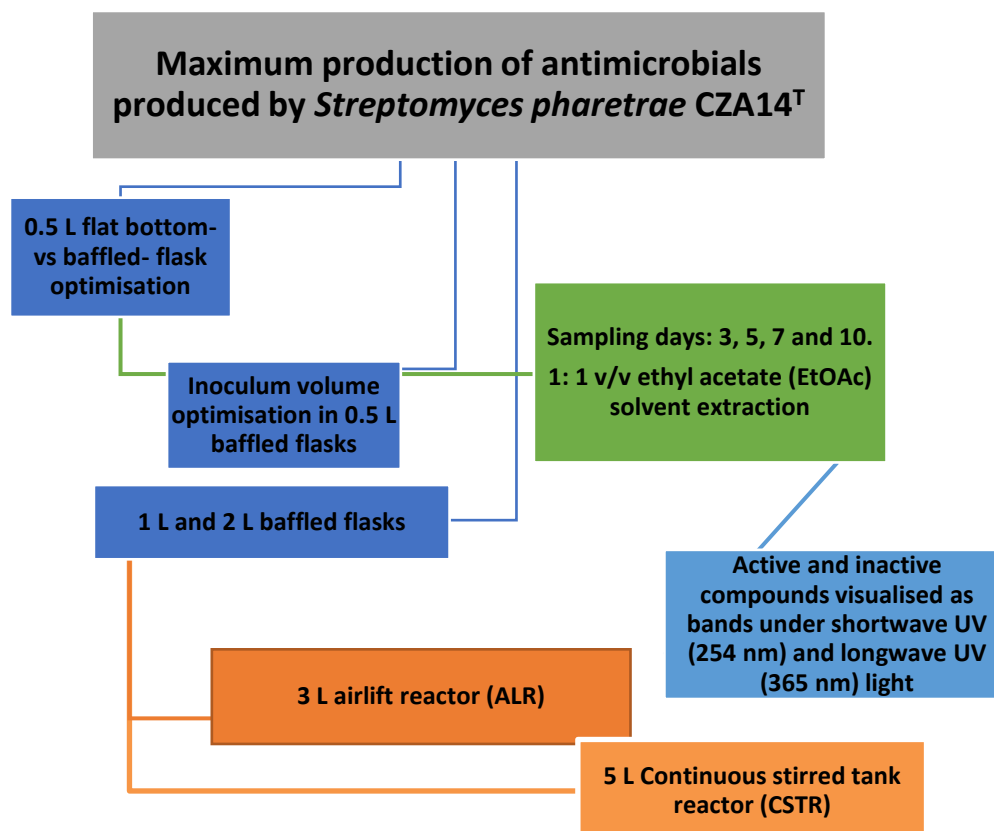 Maximum production of antimicrobials
produced by Streptomyces pharetrae CZA14ᵀ
0.5 L flat bottom-
vs baffled- flask
optimisation
Sampling days: 3, 5, 7 and 10.
1: 1 v/v ethyl acetate (EtOAc)
solvent extraction
Inoculum volume
optimisation in 0.5 L
baffled flasks
1 L and 2 L baffled flasks
Active and inactive
compounds visualised as
bands under shortwave UV
(254 nm) and longwave UV
(365 nm) light
3 L airlift reactor (ALR)
5 L Continuous stirred tank
reactor (CSTR)